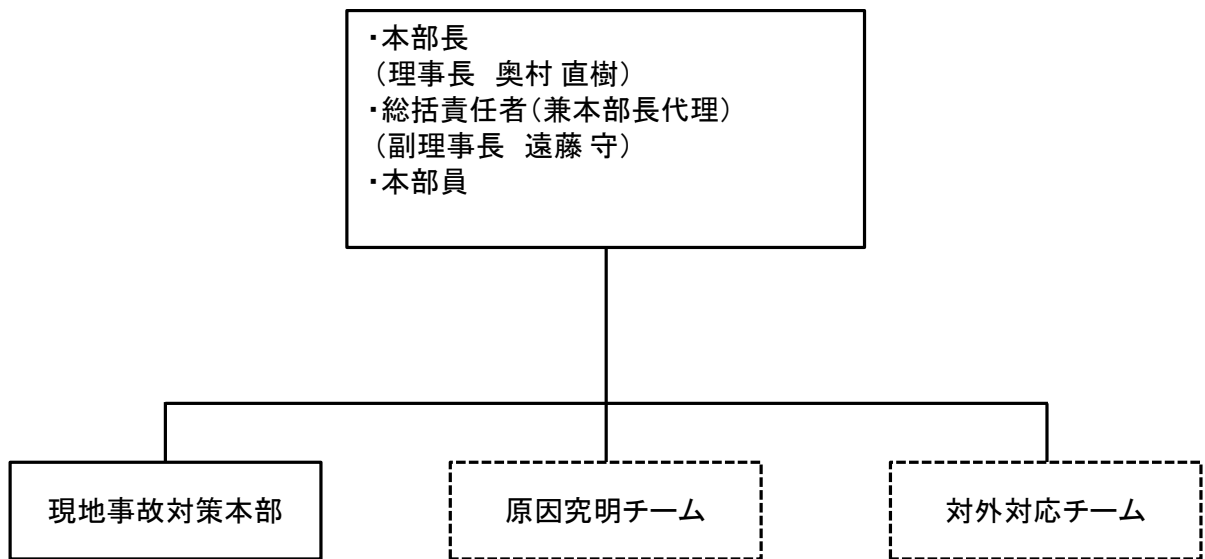 ・本部長
（理事長　奥村 直樹）
・総括責任者（兼本部長代理）
（副理事長　遠藤 守）
・本部員
現地事故対策本部
原因究明チーム
対外対応チーム